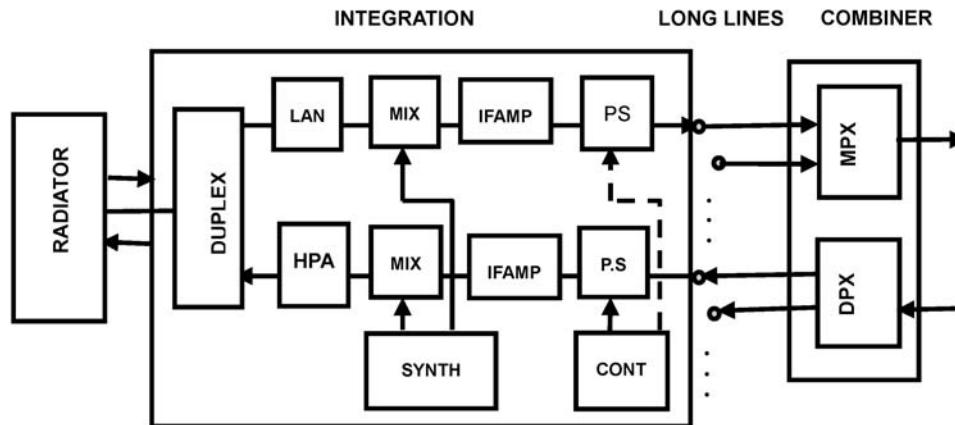 INTEGRATION LONG LINES COMBINER
LAN MIX IFAMP PS
MPX
RADIATOR
DUPLEX
HPA MIX IFAMP P.S
DPX
SYNTH CONT